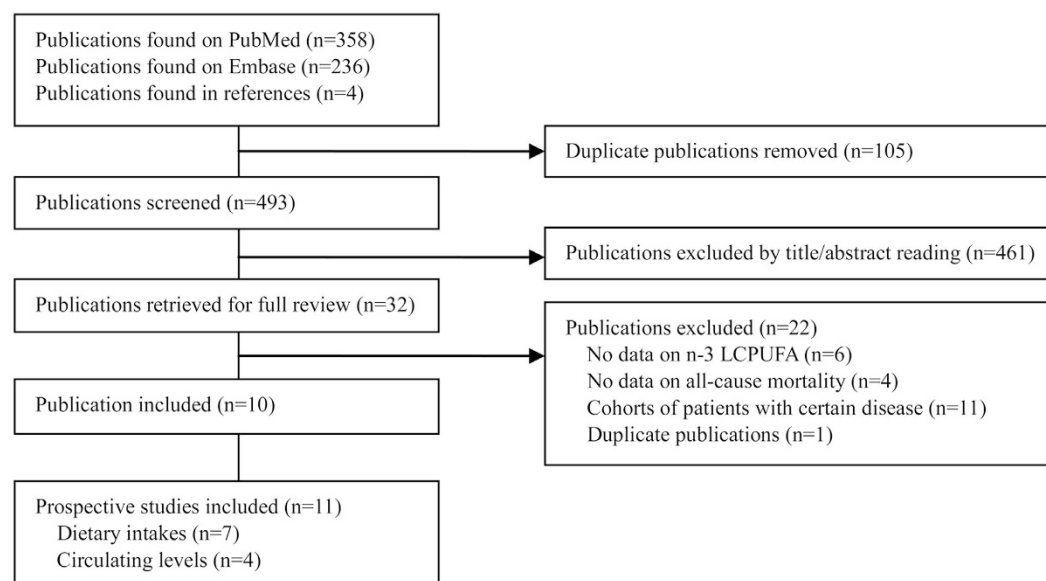 Publications found on PubMed (n=358)
Publications found on Embase (n=236)
Publications found in references (n=4)
Duplicate publications removed (n=105)
Publications screened (n=493)
Publications excluded by title/abstract reading (n=461)
Publications retrieved for full review (n=32)
Publications excluded (n=22)
No data on n-3 LCPUFA (n=6)
No data on all-cause mortality (n=4)
Cohorts of patients with certain disease (n=11)
Duplicate publications (n=1)
Publication included (n=10)
Prospective studies included (n=11)
Dietary intakes (n=7)
Circulating levels (n=4)